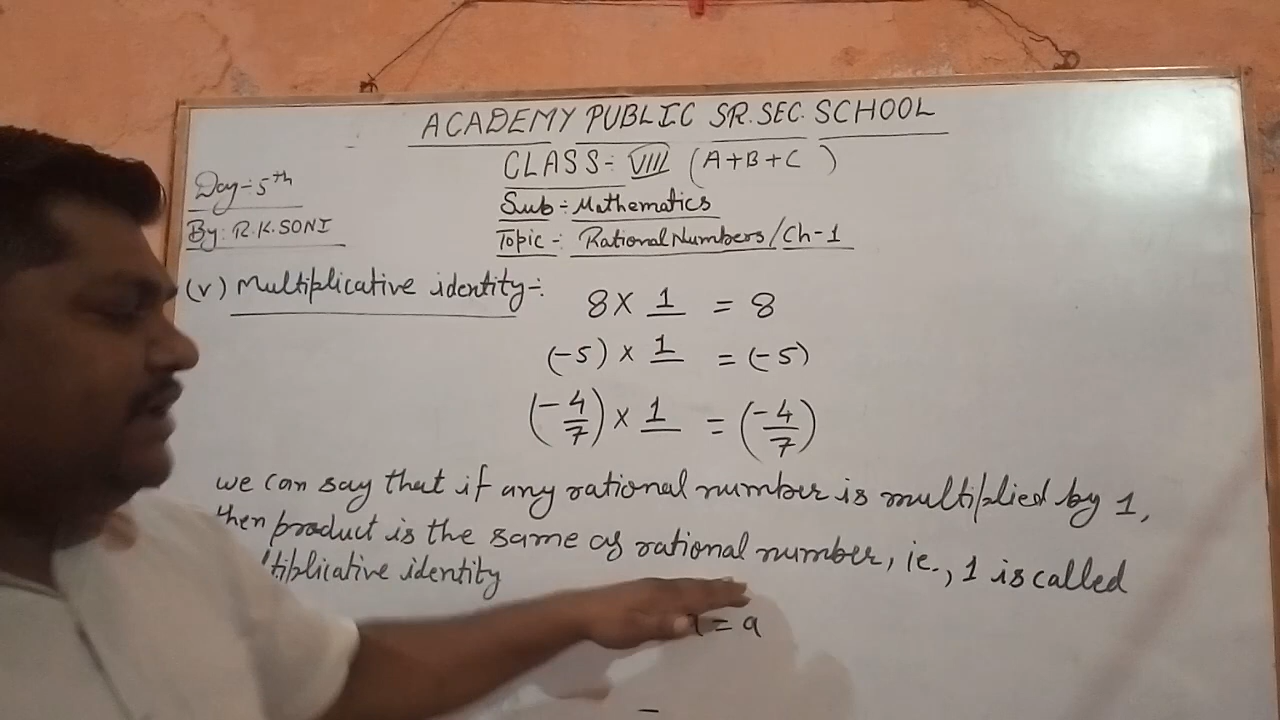 ACADEMY PUBLIC SR. SEC. SCHOOL
CLASS:- VIII (A+B+C )
Day:-5th
Sub:- Mathematics
By: R.K.SONI
Topic:- Rational Numbers/Ch-1
(v) Multiplicative identity:-
8 × 1 = 8
(-5) × 1 = (-5)
(-4/7) × 1 = (-4/7)
we can say that if any rational number is multiplied by 1,
then product is the same as rational number, ie., 1 is called
tiplicative identity
= a